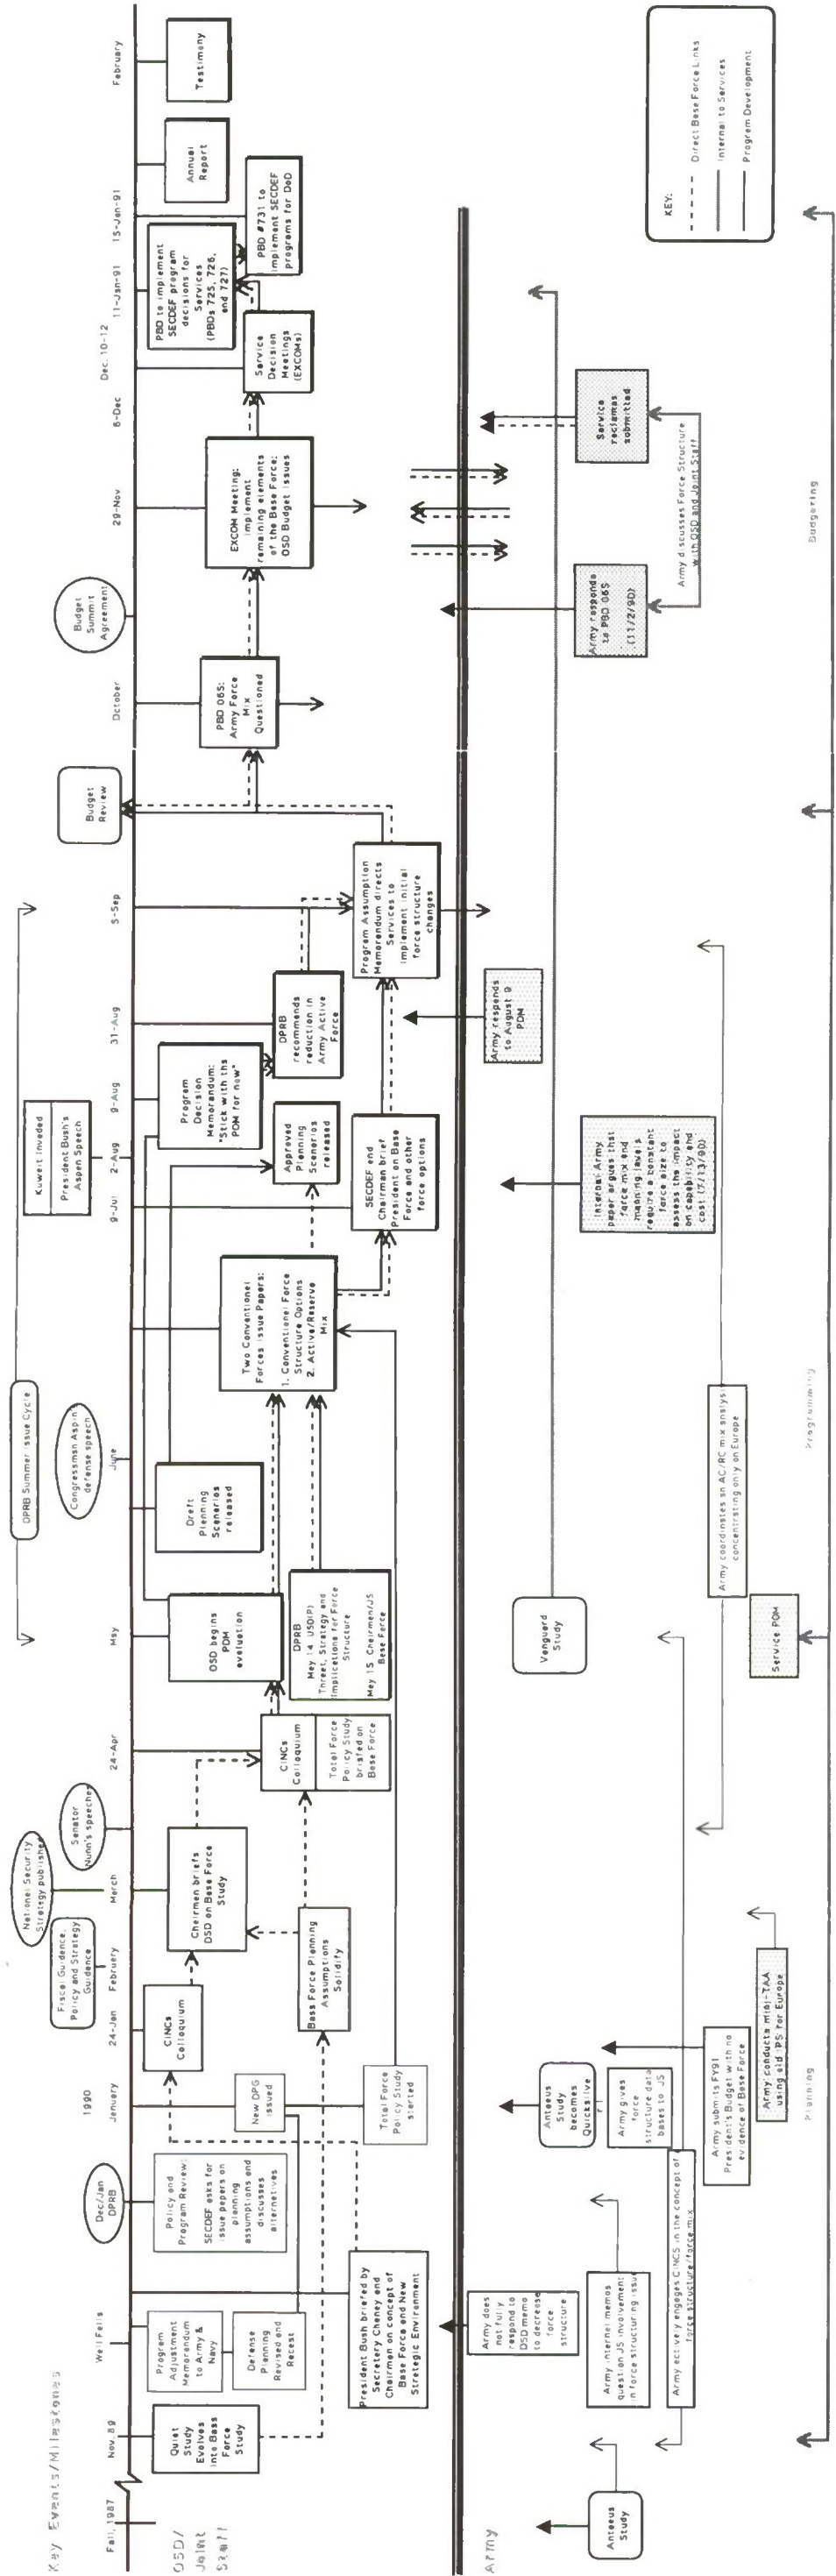 Key Events/Milestones
Fall, 1987
Nov. 89
Wall Falls
Dec/Jan
DPRB
1990
January
24-Jan
February
Fiscal Guidance,
Policy and Strategy
Guidance
National Security
Strategy published
March
Senator
Nunn's speeches
24-Apr
May
DPRB Summer Issue Cycle
Congressman Aspin's
defense speech
June
9-Jul
2-Aug
Kuwait Invaded
President Bush's
Aspen Speech
9-Aug
31-Aug
5-Sep
Budget
Review
October
Budget
Summit
Agreement
29-Nov
6-Dec
Dec. 10-12
11-Jan-91
15-Jan-91
February
OSD/
Joint
Staff
Quiet
Study
Evolves
into Base
Force
Study
Program
Adjustment
Memorandum
to Army &
Navy
Defense
Planning
Revised and
Recast
President Bush briefed by
Secretary Cheney and
Chairman on concept of
Base Force and New
Strategic Environment
Policy and
Program Review:
SECDEF asks for
issue papers on
planning
assumptions and
discusses
alternatives
New DPG
issued
Total Force
Policy Study
started
CINCs
Colloquium
Base Force Planning
Assumptions
Solidify
Chairman briefs
DSD on Base Force
Study
CINCs
Colloquium
Total Force
Policy Study
briefed on
Base Force
OSD begins
POM
evaluation
DPRB
May 14 USD(P)
Threat, Strategy and
Implications for Force
Structure
May 15 Chairman/JS
Base Force
Draft
Planning
Scenarios
released
Two Conventional
Forces Issue Papers:
1. Conventional Force
Structure Options
2. Active/Reserve
Mix
SECDEF and
Chairman brief
President on Base
Force and other
force options
Approved
Planning
Scenarios
released
Program
Decision
Memorandum:
"Stick with the
POM for now"
DPRB
recommends
reduction in
Army Active
Force
Program Assumption
Memorandum directs
Services to
implement initial
force structure
changes
PBD 06S:
Army Force
Mix
Questioned
EXCOM Meeting:
implement
remaining elements
of the Base Force:
OSD Budget Issues
Service
Decision
Meetings
(EXCOMs)
PBD to implement
SECDEF program
decisions for
Services
(PBDs 725, 726,
and 727)
PBD #731 to
implement SECDEF
programs for DoD
Annual
Report
Testimony
Army
Anteeus
Study
Army does
not fully
respond to
DSD memo
to decrease
force
structure
Army internal memos
question JS involvement
in force structuring issue
Army actively engages CINCS in the concept of
force structure/force mix
Anteeus
Study
becomes
Quicksilver
Army gives
force
structure data
bases to JS
Army submits FY91
President's Budget with no
evidence of Base Force
Army conducts mini-TAA
using old IPS for Europe
Vanguard
Study
Service POM
Army coordinates an AC/RC mix analysis
concentrating only on Europe
Internal Army
paper argues that
force mix and
manning levels
require a constant
force size to
assess the impact
on capability and
cost (7/13/90)
Army responds
to August 9
PDM
Army responds
to PBD 06S
(11/2/90)
Army discusses Force Structure
with OSD and Joint Staff
Service
reclamas
submitted
Planning
Programming
Budgeting
KEY:
Direct Base Force Links
Internal to Services
Program Development